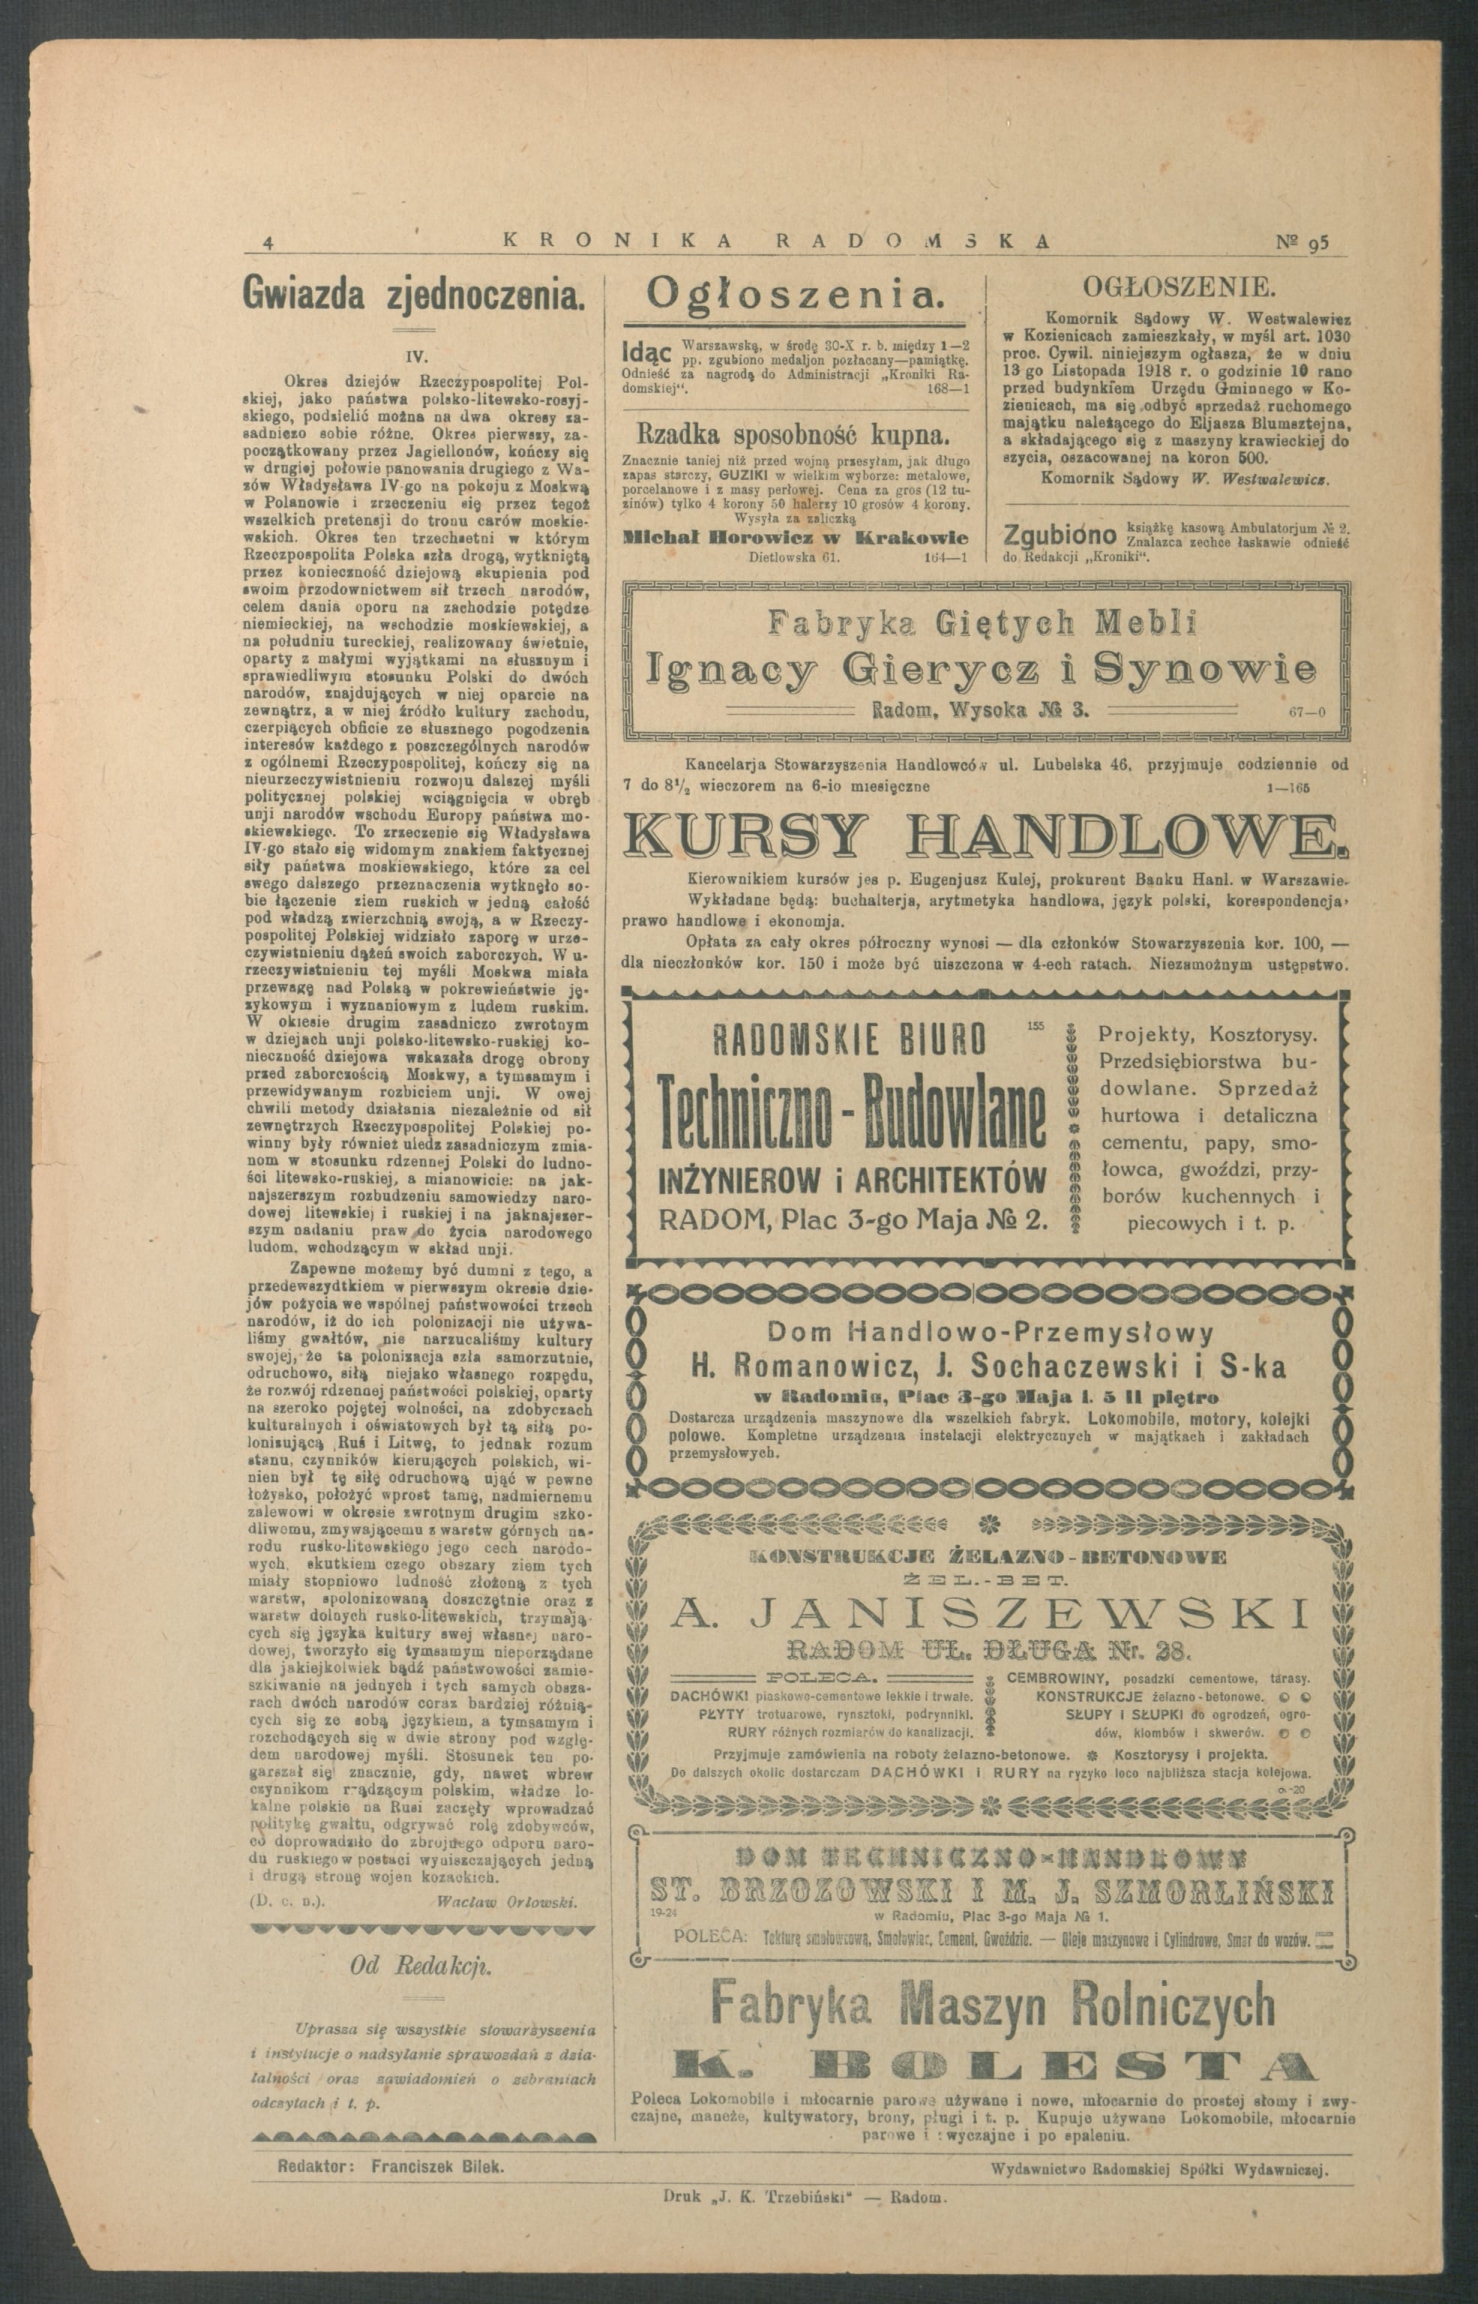 4
KRONIKA RADOMSKA
№ 95
Gwiazda zjednoczenia.
IV.
Okres dziejów Rzeczypospolitej Pol-
skiej, jako państwa polsko-litewsko-rosyj-
skiego, podzielić można na dwa okresy za-
sadniczo sobie różne. Okres pierwszy, za-
początkowany przez Jagiellonów, kończy się
w drugiej połowie panowania drugiego z Wa-
zów Władysława IV-go na pokoju z Moskwą
w Polanowie i zrzeczeniu się przez tegoż
wszelkich pretensji do tronu carów moskie-
wskich. Okres ten trzechsetni w którym
Rzeczpospolita Polska szła drogą, wytkniętą
przez konieczność dziejową skupienia pod
swoim przodownictwem sił trzech narodów,
celem dania oporu na zachodzie potędze
niemieckiej, na wschodzie moskiewskiej, a
na południu tureckiej, realizowany świetnie,
oparty z małymi wyjątkami na słusznym i
sprawiedliwym stosunku Polski do dwóch
narodów, znajdujących w niej oparcie na
zewnątrz, a w niej źródło kultury zachodu,
czerpiących obficie ze słusznego pogodzenia
interesów każdego z poszczególnych narodów
z ogólnemi Rzeczypospolitej, kończy się na
nieurzeczywistnieniu rozwoju dalszej myśli
politycznej polskiej wciągnięcia w obręb
unji narodów wschodu Europy państwa mo-
skiewskiego. To zrzeczenie się Władysława
IV-go stało się widomym znakiem faktycznej
siły państwa moskiewskiego, które za cel
swego dalszego przeznaczenia wytknęło so-
bie łączenie ziem ruskich w jedną całość
pod władzą zwierzchnią swoją, a w Rzeczy-
pospolitej Polskiej widziało zaporę w urze-
czywistnieniu dążeń swoich zaborczych. W u-
rzeczywistnieniu tej myśli Moskwa miała
przewagę nad Polską w pokrewieństwie ję-
zykowym i wyznaniowym z ludem ruskim.
W okresie drugim zasadniczo zwrotnym
w dziejach unji polsko-litewsko-ruskiej ko-
nieczność dziejowa wskazała drogę obrony
przed zaborczością Moskwy, a tymsamym i
przewidywanym rozbiciem unji. W owej
chwili metody działania niezależnie od sił
zewnętrzych Rzeczypospolitej Polskiej po-
winny były również uledz zasadniczym zmia-
nom w stosunku rdzennej Polski do ludno-
ści litewsko-ruskiej, a mianowicie: na jak-
najszerszym rozbudzeniu samowiedzy naro-
dowej litewskiej i ruskiej i na jaknajszer-
szym nadaniu praw do życia narodowego
ludom, wchodzącym w skład unji.
Zapewne możemy być dumni z tego, a
przedewszydtkiem w pierwszym okresie dzie-
jów pożycia we wspólnej państwowości trzech
narodów, iż do ich polonizacji nie używa-
liśmy gwałtów, nie narzucaliśmy kultury
swojej, że ta polonizacja szła samorzutnie,
odruchowo, siłą niejako własnego rozpędu,
że rozwój rdzennej państwości polskiej, oparty
na szeroko pojętej wolności, na zdobyczach
kulturalnych i oświatowych był tą siłą po-
lonizującą Ruś i Litwę, to jednak rozum
stanu, czynników kierujących polskich, wi-
nien był tę siłę odruchową ująć w pewne
łożysko, położyć wprost tamę, nadmiernemu
zalewowi w okresie zwrotnym drugim szko-
dliwemu, zmywającemu z warstw górnych na-
rodu rusko-litewskiego jego cech narodo-
wych, skutkiem czego obszary ziem tych
miały stopniowo ludność złożoną z tych
warstw, spolonizowaną doszczętnie oraz z
warstw dolnych rusko-litewskich, trzymają-
cych się języka kultury swej własnej naro-
dowej, tworzyło się tymsamym nieporządane
dla jakiejkolwiek bądź państwowości zamie-
szkiwanie na jednych i tych samych obsza-
rach dwóch narodów coraz bardziej różnią-
cych się ze sobą językiem, a tymsamym i
rozchodzących się w dwie strony pod wzglę-
dem narodowej myśli. Stosunek ten po-
garszał się znacznie, gdy, nawet wbrew
czynnikom rządzącym polskim, władze lo-
kalne polskie na Rusi zaczęły wprowadzać
politykę gwałtu, odgrywać rolę zdobywców,
co doprowadziło do zbrojnego odporu naro-
du ruskiego w postaci wyniszczających jedną
i drugą stronę wojen kozackich.
(D. c. n.). Wacław Orłowski.
Od Redakcji.
Uprasza się wszystkie stowarzyszenia
i instytucje o nadsyłanie sprawozdań z dzia-
łalności oraz zawiadomień o zebraniach
odczytach i t. p.
Ogłoszenia.
Idąc Warszawską, w środę 30-X r. b. między 1—2
pp. zgubiono medaljon pozłacany—pamiątkę.
Odnieść za nagrodą do Administracji „Kroniki Ra-
domskiej“. 168—1
Rzadka sposobność kupna.
Znacznie taniej niż przed wojną przesyłam, jak długo
zapas starczy, GUZIKI w wielkim wyborze: metalowe,
porcelanowe i z masy perłowej. Cena za gros (12 tu-
zinów) tylko 4 korony 50 halerzy 10 grosów 4 korony.
Wysyła za zaliczką
Michał Horowicz w Krakowie
Dietlowska 61. 164—1
OGŁOSZENIE.
Komornik Sądowy W. Westwalewicz
w Kozienicach zamieszkały, w myśl art. 1030
proc. Cywil. niniejszym ogłasza, że w dniu
13 go Listopada 1918 r. o godzinie 10 rano
przed budynkiem Urzędu Gminnego w Ko-
zienicach, ma się odbyć sprzedaż ruchomego
majątku należącego do Eljasza Blumsztejna,
a składającego się z maszyny krawieckiej do
szycia, oszacowanej na koron 500.
Komornik Sądowy W. Westwalewicz.
Zgubiono książkę kasową Ambulatorjum № 2.
Znalazca zechce łaskawie odnieść
do Redakcji „Kroniki“.
Fabryka Giętych Mebli
Ignacy Gierycz i Synowie
Radom, Wysoka № 3. 67—0
Kancelarja Stowarzyszenia Handlowców ul. Lubelska 46, przyjmuje codziennie od
7 do 8½ wieczorem na 6-io miesięczne 1—165
KURSY HANDLOWE.
Kierownikiem kursów jes p. Eugenjusz Kulej, prokurent Banku Hanl. w Warszawie.
Wykładane będą: buchalterja, arytmetyka handlowa, język polski, korespondencja,
prawo handlowe i ekonomja.
Opłata za cały okres półroczny wynosi — dla członków Stowarzyszenia kor. 100, —
dla nieczłonków kor. 150 i może być uiszczona w 4-ech ratach. Niezamożnym ustępstwo.
RADOMSKIE BIURO 155
Techniczno-Budowlane
INŻYNIEROW i ARCHITEKTÓW
RADOM, Plac 3-go Maja № 2.
Projekty, Kosztorysy.
Przedsiębiorstwa bu-
dowlane. Sprzedaż
hurtowa i detaliczna
cementu, papy, smo-
łowca, gwoździ, przy-
borów kuchennych i
piecowych i t. p.
Dom Handlowo-Przemysłowy
H. Romanowicz, J. Sochaczewski i S-ka
w Radomiu, Plac 3-go Maja l. 5 II piętro
Dostarcza urządzenia maszynowe dla wszelkich fabryk. Lokomobile, motory, kolejki
polowe. Kompletne urządzenia instelacji elektrycznych w majątkach i zakładach
przemysłowych.
KONSTRUKCJE ŻELAZNO-BETONOWE
ŻEL.-BET.
A. JANISZEWSKI
RADOM UL. DŁUGA Nr. 28.
POLECA.
DACHÓWKI piaskowo-cementowe lekkie i trwałe.
PŁYTY trotuarowe, rynsztoki, podrynniki.
RURY różnych rozmiarów do kanalizacji.
CEMBROWINY, posadzki cementowe, tarasy.
KONSTRUKCJE żelazno-betonowe.
SŁUPY I SŁUPKI do ogrodzeń, ogro-
dów, klombów i skwerów.
Przyjmuje zamówienia na roboty żelazno-betonowe. Kosztorysy i projekta.
Do dalszych okolic dostarczam DACHÓWKI I RURY na ryzyko loco najbliższa stacja kolejowa.
DOM TECHNICZNO-HANDLOWY
ST. BRZOZOWSKI I M. J. SZMORLIŃSKI
19-24
w Radomiu, Plac 3-go Maja № 1.
POLECA: Tekturę smołowcową, Smołowiec, Cement, Gwoździe. — Oleje maszynowe i Cylindrowe, Smar do wozów.
Fabryka Maszyn Rolniczych
K. BOLESTA
Poleca Lokomobile i młocarnie parowe używane i nowe, młocarnie do prostej słomy i zwy-
czajne, maneże, kultywatory, brony, pługi i t. p. Kupuje używane Lokomobile, młocarnie
parowe i zwyczajne i po spaleniu.
Redaktor: Franciszek Bilek.
Wydawnictwo Radomskiej Spółki Wydawniczej.
Druk „J. K. Trzebiński“ — Radom.